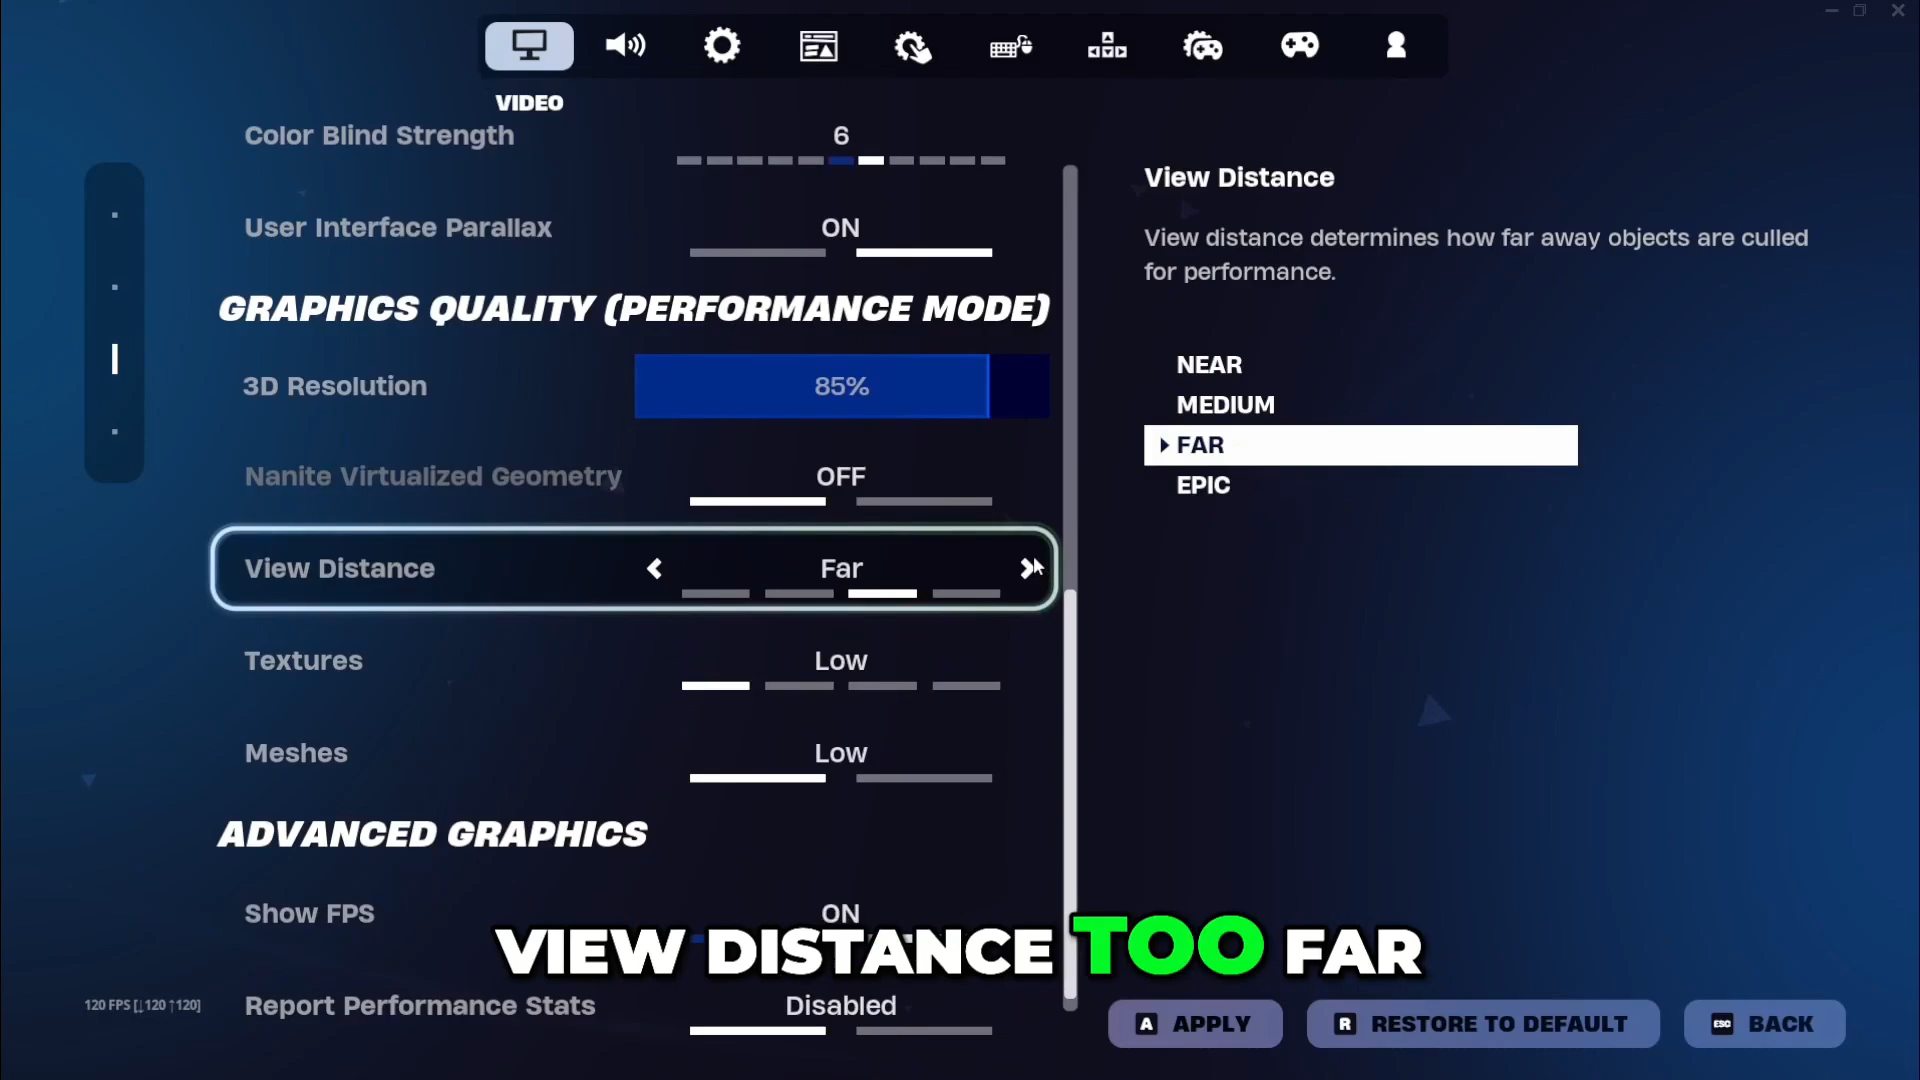 VIDEO
Color Blind Strength 6
User Interface Parallax ON
GRAPHICS QUALITY (PERFORMANCE MODE)
3D Resolution 85%
Nanite Virtualized Geometry OFF
View Distance Far
Textures Low
Meshes Low
ADVANCED GRAPHICS
Show FPS ON
Report Performance Stats Disabled
View Distance
View distance determines how far away objects are culled
for performance.
NEAR
MEDIUM
FAR
EPIC
VIEW DISTANCE TOO FAR
120 FPS [↓120 ↑120]
A APPLY
R RESTORE TO DEFAULT
ESC BACK